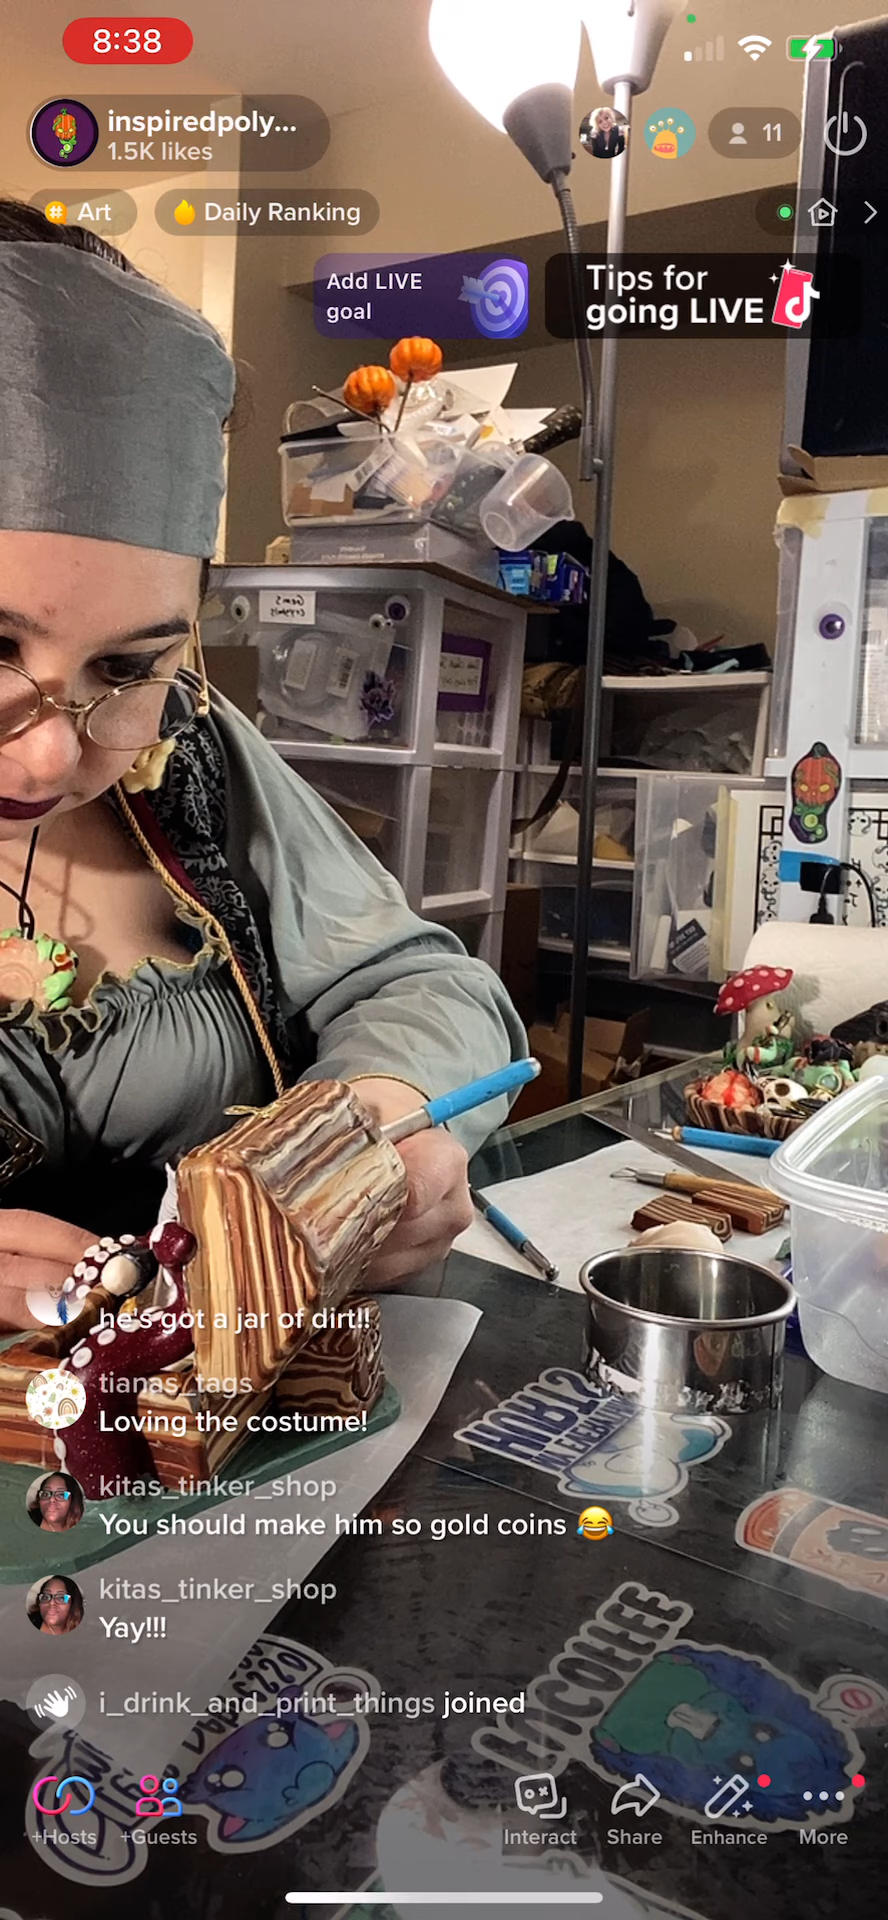 8:38
inspiredpoly...
1.5K likes
11
Art
Daily Ranking
Add LIVE
goal
Tips for
going LIVE
Gems
Crystals
he's got a jar of dirt!!
tianas_tags
Loving the costume!
kitas_tinker_shop
You should make him so gold coins 😂
kitas_tinker_shop
Yay!!!
i_drink_and_print_things joined
+Hosts
+Guests
Interact
Share
Enhance
More